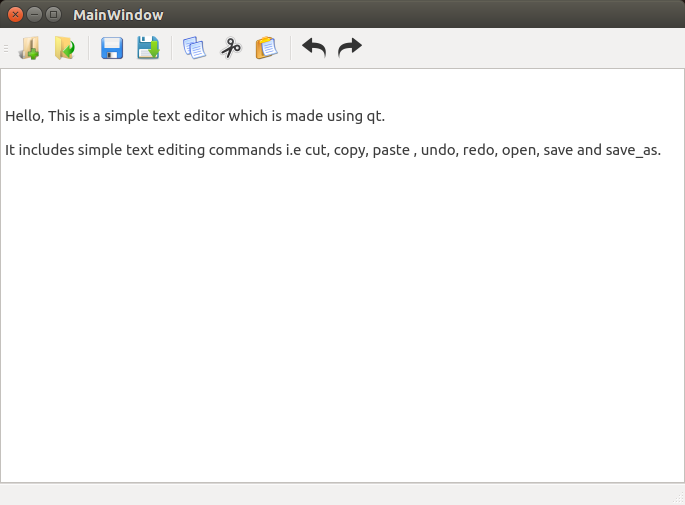 MainWindow
Hello, This is a simple text editor which is made using qt.
It includes simple text editing commands i.e cut, copy, paste , undo, redo, open, save and save_as.